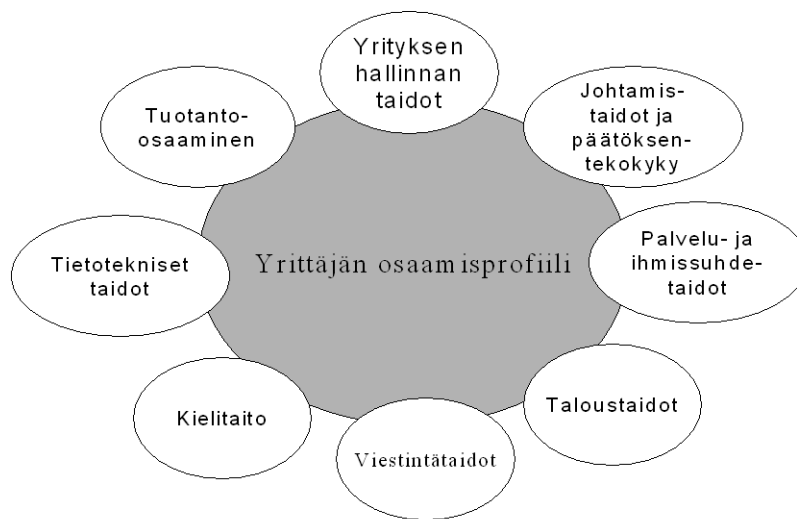 Yrityksen
hallinnan
taidot
Johtamis-
taidot ja
päätöksen-
tekokyky
Tuotanto-
osaaminen
Palvelu- ja
ihmissuhde-
taidot
Yrittäjän osaamisprofiili
Tietotekniset
taidot
Taloustaidot
Kielitaito
Viestintätaidot